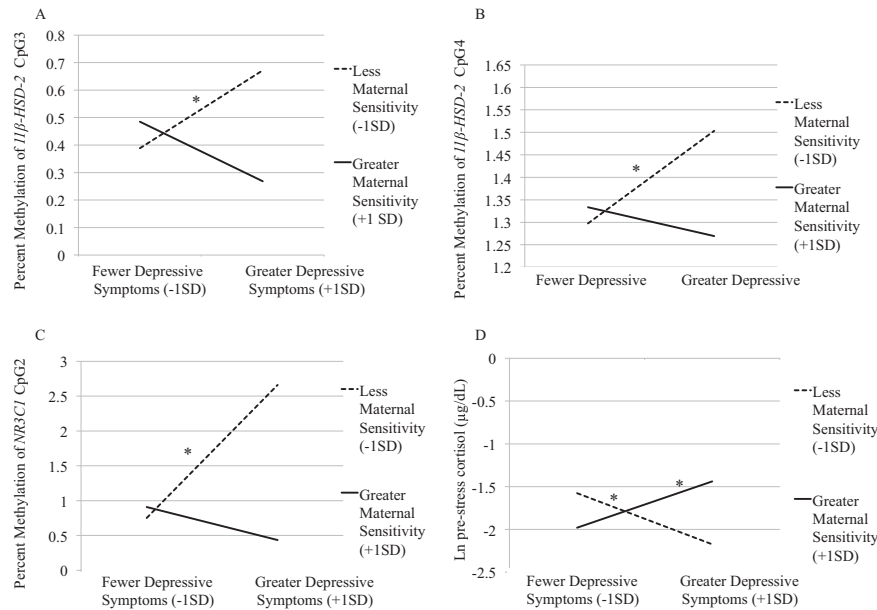 A
Percent Methylation of 11β-HSD-2 CpG3
0.8
0.7
0.6
0.5
0.4
0.3
0.2
0.1
0
*
Fewer Depressive
Symptoms (-1SD)
Greater Depressive
Symptoms (+1SD)
Less
Maternal
Sensitivity
(-1SD)
Greater
Maternal
Sensitivity
(+1 SD)
B
Percent Methylation of 11β-HSD-2 CpG4
1.65
1.6
1.55
1.5
1.45
1.4
1.35
1.3
1.25
1.2
*
Fewer Depressive
Greater Depressive
Less
Maternal
Sensitivity
(-1SD)
Greater
Maternal
Sensitivity
(+1SD)
C
Percent Methylation of NR3C1 CpG2
3
2.5
2
1.5
1
0.5
0
*
Fewer Depressive
Symptoms (-1SD)
Greater Depressive
Symptoms (+1SD)
Less
Maternal
Sensitivity
(-1SD)
Greater
Maternal
Sensitivity
(+1SD)
D
Ln pre-stress cortisol (µg/dL)
0
-0.5
-1
-1.5
-2
-2.5
*
*
Fewer Depressive
Symptoms (-1SD)
Greater Depressive
Symptoms (+1SD)
Less
Maternal
Sensitivity
(-1SD)
Greater
Maternal
Sensitivity
(+1SD)